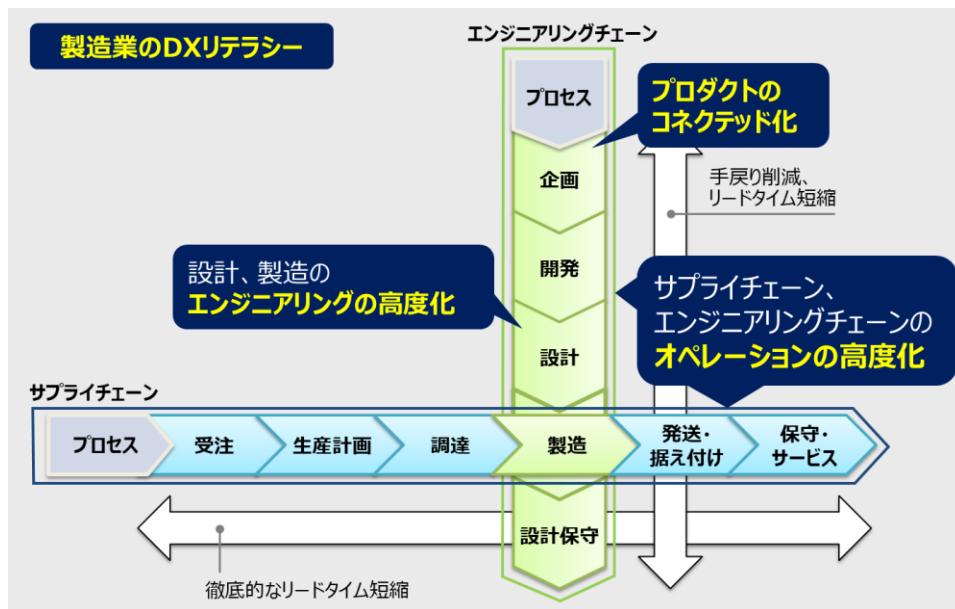 製造業のDXリテラシー
エンジニアリングチェーン
プロセス
プロダクトの
コネクテッド化
企画
手戻り削減、
リードタイム短縮
開発
設計、製造の
エンジニアリングの高度化
サプライチェーン、
エンジニアリングチェーンの
オペレーションの高度化
設計
サプライチェーン
プロセス
受注
生産計画
調達
製造
発送・
据え付け
保守・
サービス
設計保守
徹底的なリードタイム短縮